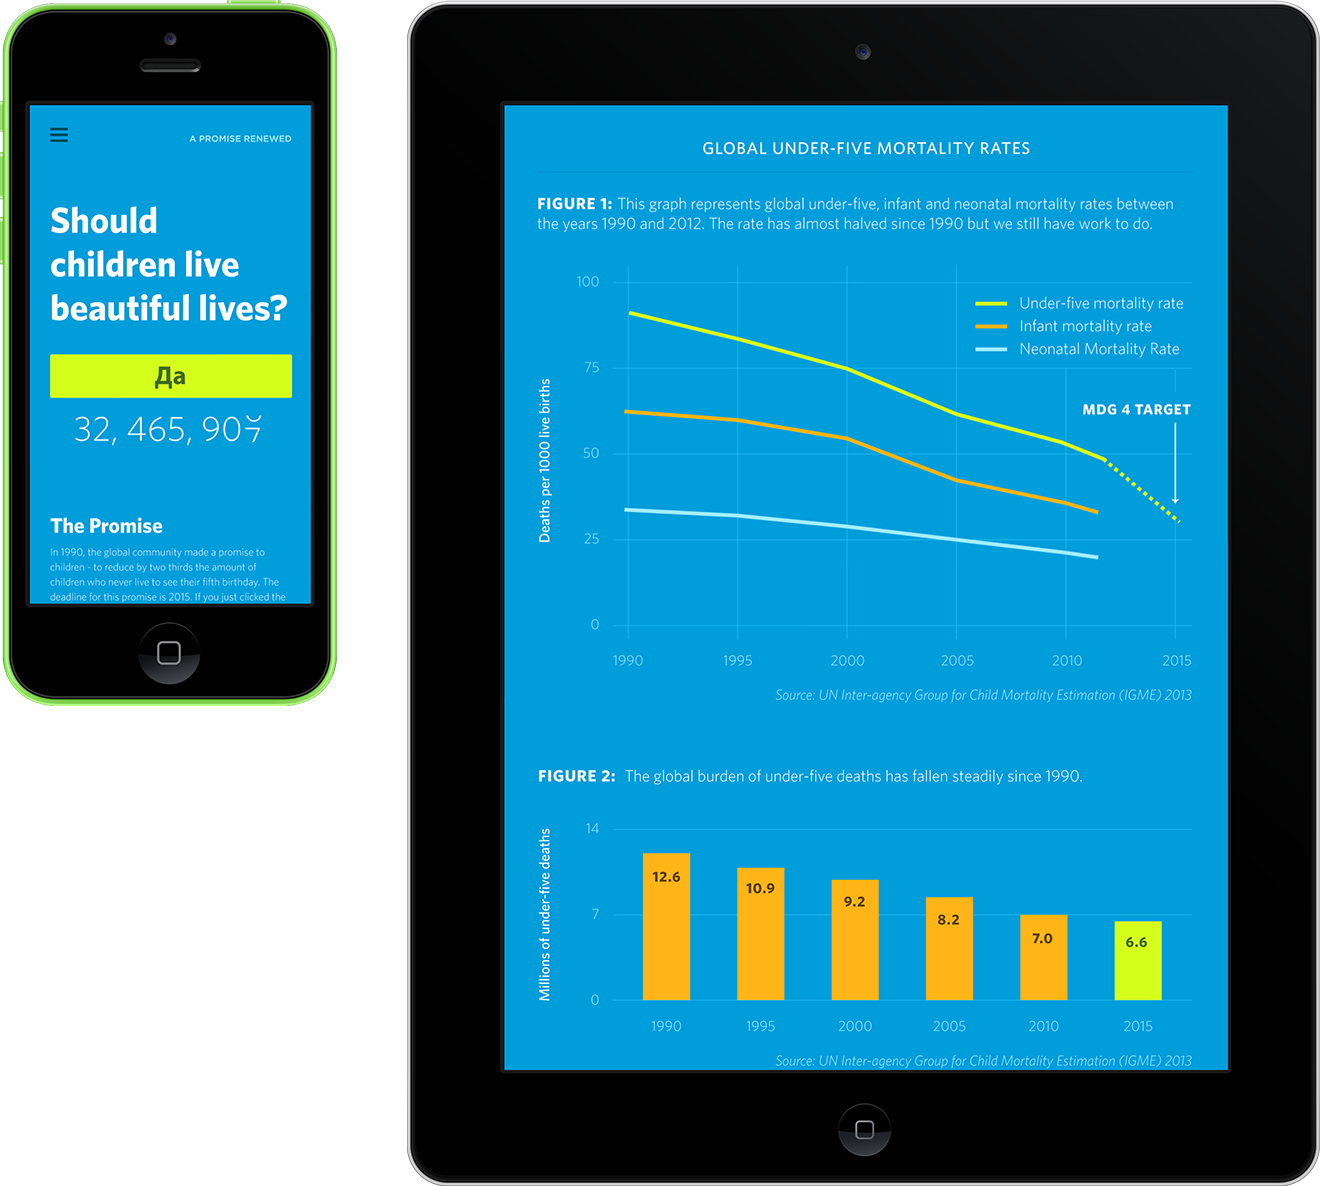 A PROMISE RENEWED
Should
children live
beautiful lives?
Да
32, 465, 90
The Promise
In 1990, the global community made a promise to
children - to reduce by two thirds the amount of
children who never live to see their fifth birthday. The
deadline for this promise is 2015. If you just clicked the
GLOBAL UNDER-FIVE MORTALITY RATES
FIGURE 1: This graph represents global under-five, infant and neonatal mortality rates between
the years 1990 and 2012. The rate has almost halved since 1990 but we still have work to do.
Deaths per 1000 live births
100
75
50
25
0
Under-five mortality rate
Infant mortality rate
Neonatal Mortality Rate
MDG 4 TARGET
1990 1995 2000 2005 2010 2015
Source: UN Inter-agency Group for Child Mortality Estimation (IGME) 2013
FIGURE 2: The global burden of under-five deaths has fallen steadily since 1990.
Millions of under-five deaths
14
7
0
12.6 10.9 9.2 8.2 7.0 6.6
1990 1995 2000 2005 2010 2015
Source: UN Inter-agency Group for Child Mortality Estimation (IGME) 2013